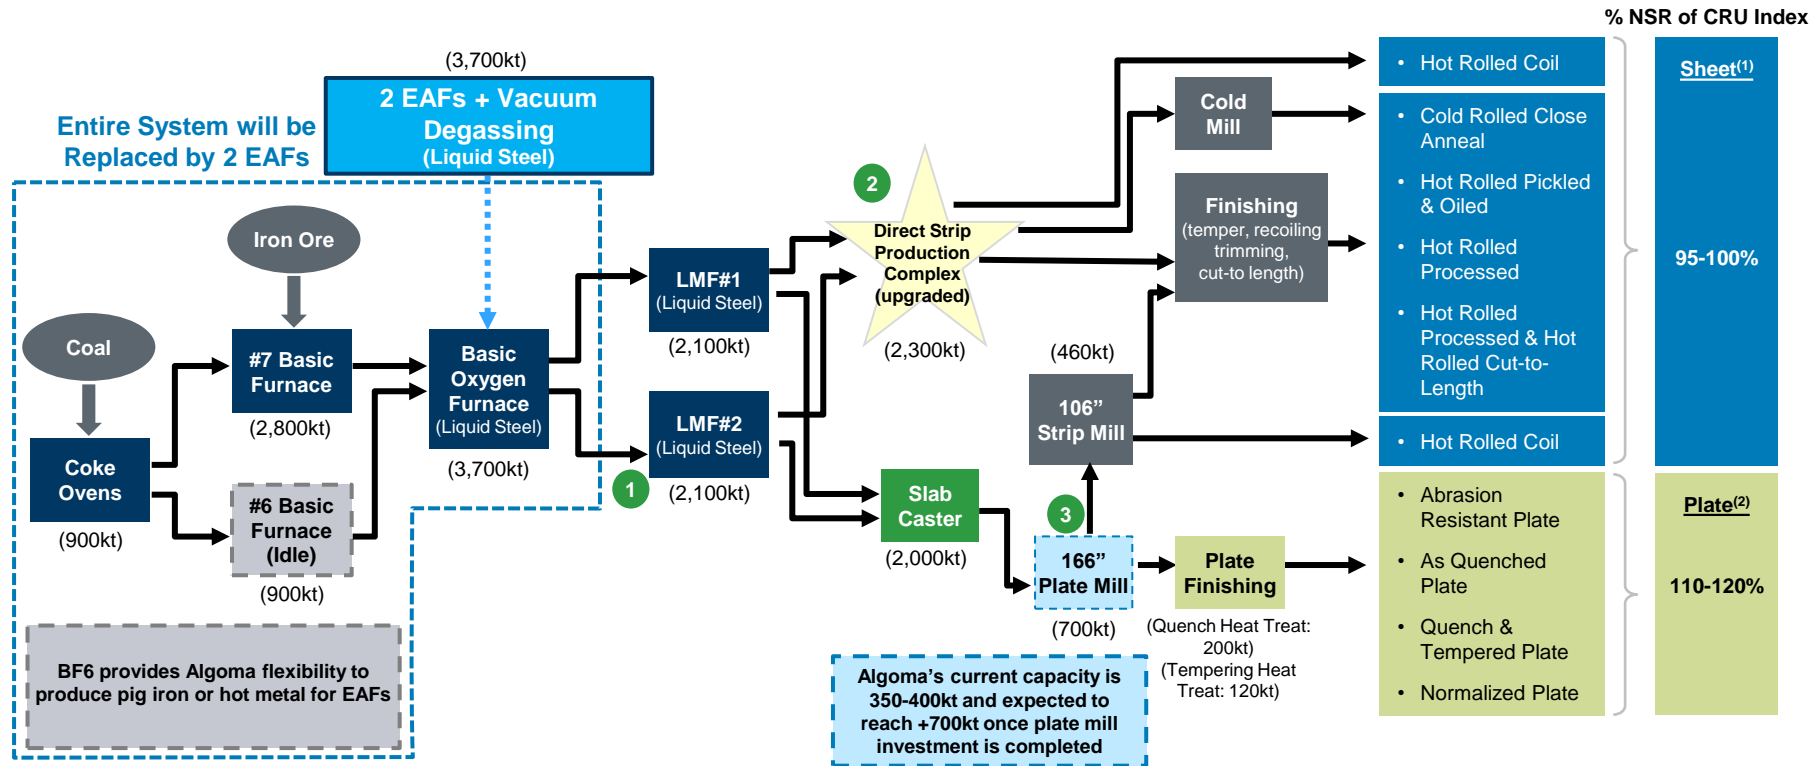 % NSR of CRU Index
(3,700kt)
2 EAFs + Vacuum
Degassing
(Liquid Steel)
Entire System will be
Replaced by 2 EAFs
Iron Ore
Coal
#7 Basic
Furnace
(2,800kt)
Coke
Ovens
(900kt)
#6 Basic
Furnace
(Idle)
(900kt)
Basic
Oxygen
Furnace
(Liquid Steel)
(3,700kt)
BF6 provides Algoma flexibility to
produce pig iron or hot metal for EAFs
1
LMF#1
(Liquid Steel)
(2,100kt)
LMF#2
(Liquid Steel)
(2,100kt)
2
Direct Strip
Production
Complex
(upgraded)
(2,300kt)
Slab
Caster
(2,000kt)
Cold
Mill
Finishing
(temper, recoiling
trimming,
cut-to length)
(460kt)
106”
Strip Mill
3
166”
Plate Mill
(700kt)
Plate
Finishing
(Quench Heat Treat:
200kt)
(Tempering Heat
Treat: 120kt)
Algoma’s current capacity is
350-400kt and expected to
reach +700kt once plate mill
investment is completed
• Hot Rolled Coil
• Cold Rolled Close
Anneal
• Hot Rolled Pickled
& Oiled
• Hot Rolled
Processed
• Hot Rolled
Processed & Hot
Rolled Cut-to-
Length
• Hot Rolled Coil
• Abrasion
Resistant Plate
• As Quenched
Plate
• Quench &
Tempered Plate
• Normalized Plate
Sheet(1)
95-100%
Plate(2)
110-120%